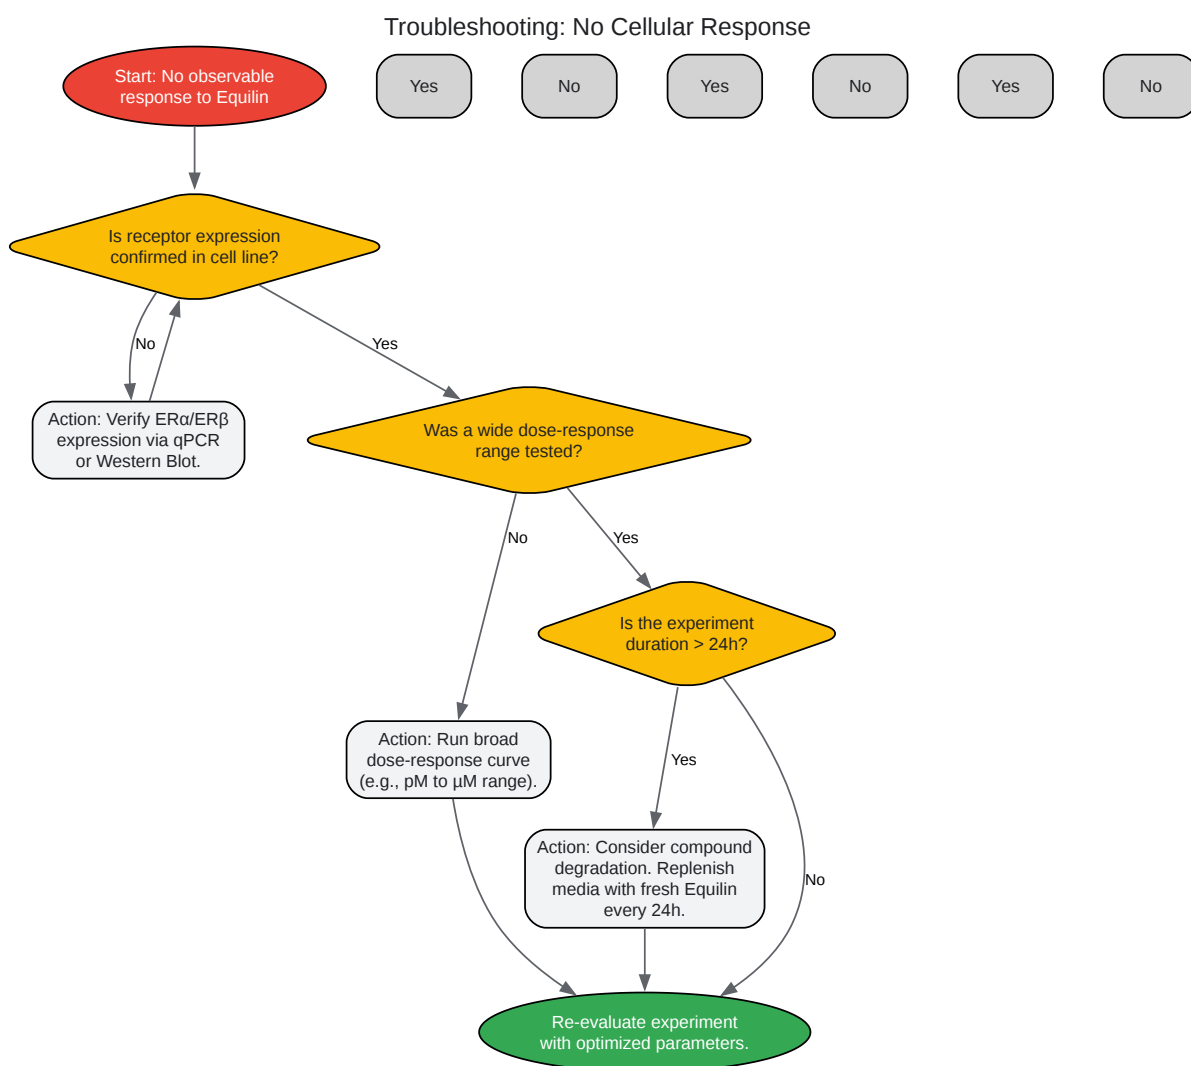 Troubleshooting: No Cellular Response
Start: No observable
response to Equilin
Yes
No
Yes
No
Yes
No
Is receptor expression
confirmed in cell line?
No
Yes
Action: Verify ERα/ERβ
expression via qPCR
or Western Blot.
Was a wide dose-response
range tested?
No
Yes
Is the experiment
duration > 24h?
Action: Run broad
dose-response curve
(e.g., pM to µM range).
Yes
No
Action: Consider compound
degradation. Replenish
media with fresh Equilin
every 24h.
Re-evaluate experiment
with optimized parameters.